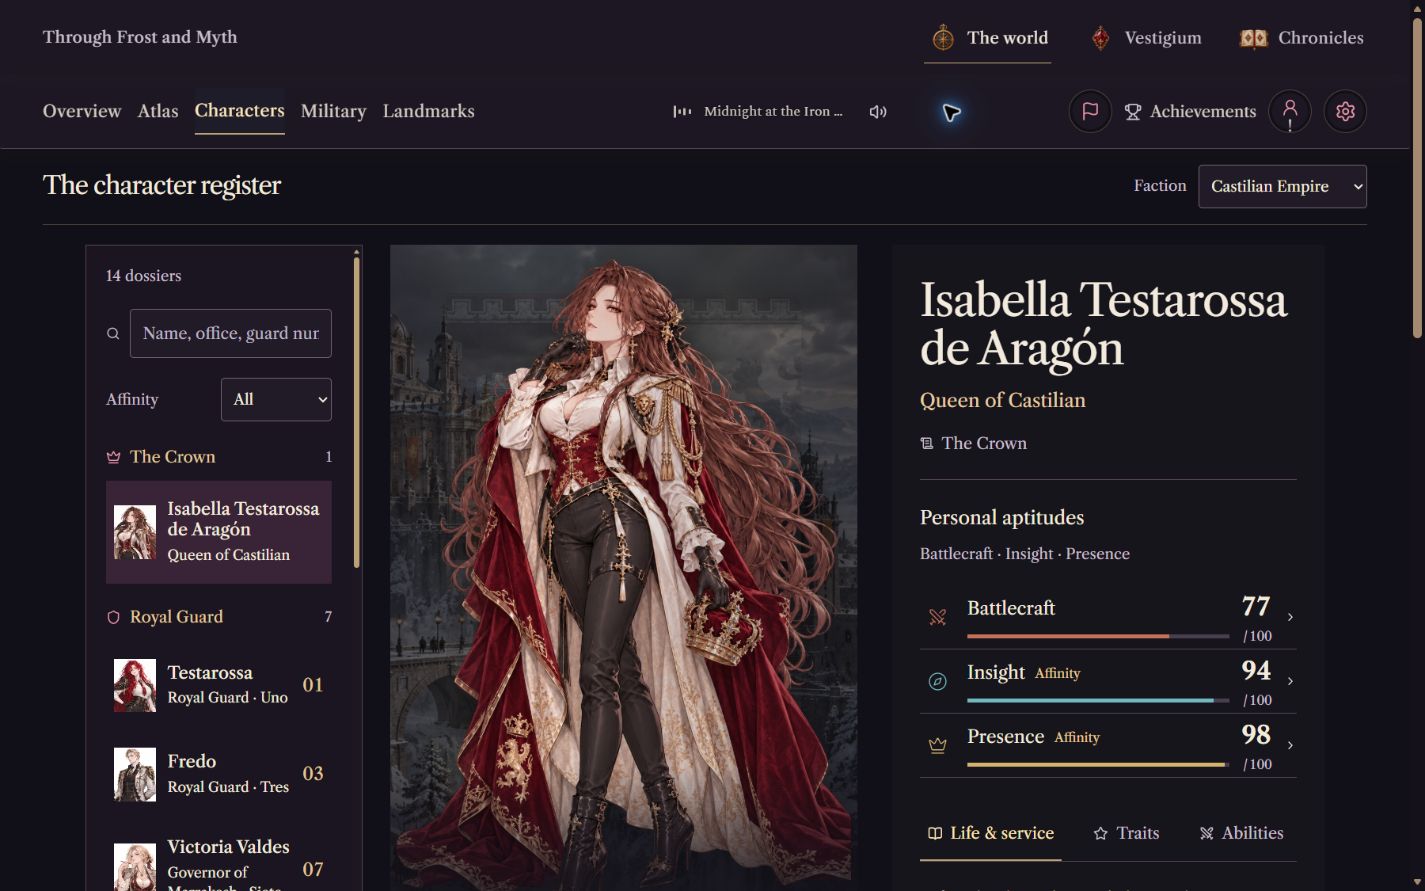 Through Frost and Myth
The world
Vestigium
Chronicles
Overview
Atlas
Characters
Military
Landmarks
Midnight at the Iron ...
Achievements
!
The character register
Faction
Castilian Empire
14 dossiers
Name, office, guard nur
Affinity
All
The Crown
1
Isabella Testarossa
de Aragón
Queen of Castilian
Royal Guard
7
Testarossa
Royal Guard · Uno
01
Fredo
Royal Guard · Tres
03
Victoria Valdes
Governor of
07
Isabella Testarossa
de Aragón
Queen of Castilian
The Crown
Personal aptitudes
Battlecraft · Insight · Presence
Battlecraft
77
/ 100
Insight Affinity
94
/ 100
Presence Affinity
98
/ 100
Life & service
Traits
Abilities